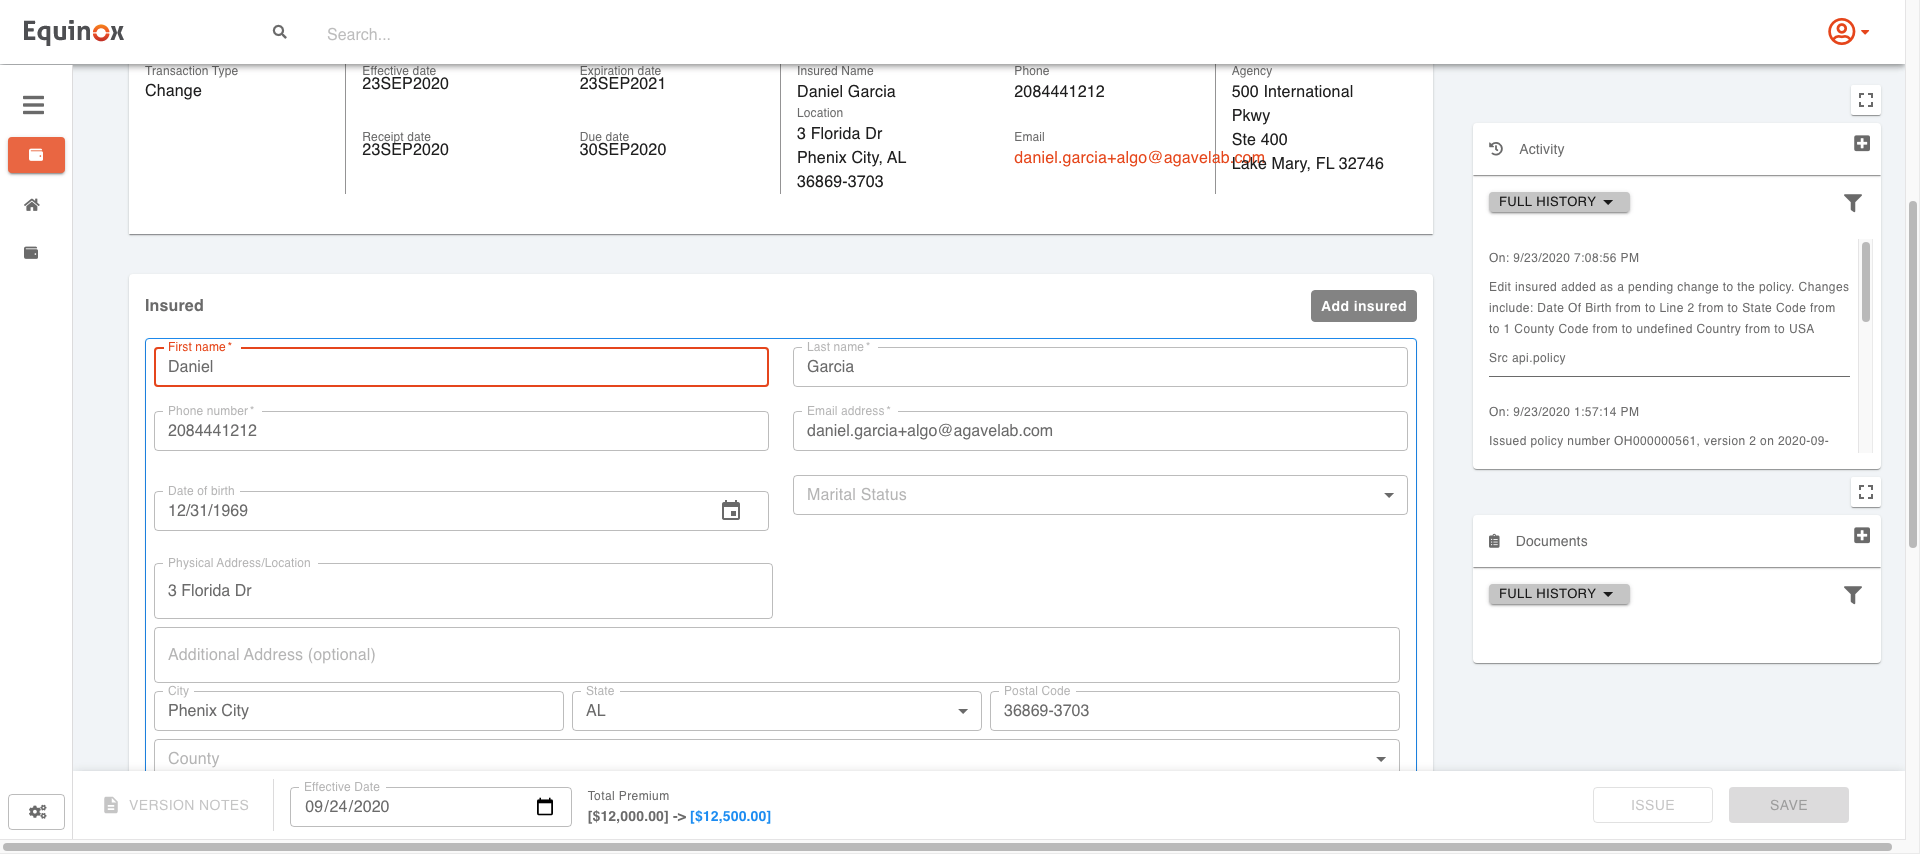 Equinox
Search...
Transaction Type
Change
Effective date
23SEP2020
Expiration date
23SEP2021
Receipt date
23SEP2020
Due date
30SEP2020
Insured Name
Daniel Garcia
Location
3 Florida Dr
Phenix City, AL
36869-3703
Phone
2084441212
Email
daniel.garcia+algo@agavelab.com
Agency
500 International
Pkwy
Ste 400
Lake Mary, FL 32746
Insured
Add insured
First name*
Daniel
Last name*
Garcia
Phone number*
2084441212
Email address*
daniel.garcia+algo@agavelab.com
Date of birth
12/31/1969
Marital Status
Physical Address/Location
3 Florida Dr
Additional Address (optional)
City
Phenix City
State
AL
Postal Code
36869-3703
County
Activity
FULL HISTORY
On: 9/23/2020 7:08:56 PM
Edit insured added as a pending change to the policy. Changes
include: Date Of Birth from to Line 2 from to State Code from
to 1 County Code from to undefined Country from to USA
Src api.policy
On: 9/23/2020 1:57:14 PM
Issued policy number OH000000561, version 2 on 2020-09-
Documents
FULL HISTORY
VERSION NOTES
Effective Date
09/24/2020
Total Premium
[$12,000.00] -> [$12,500.00]
ISSUE
SAVE